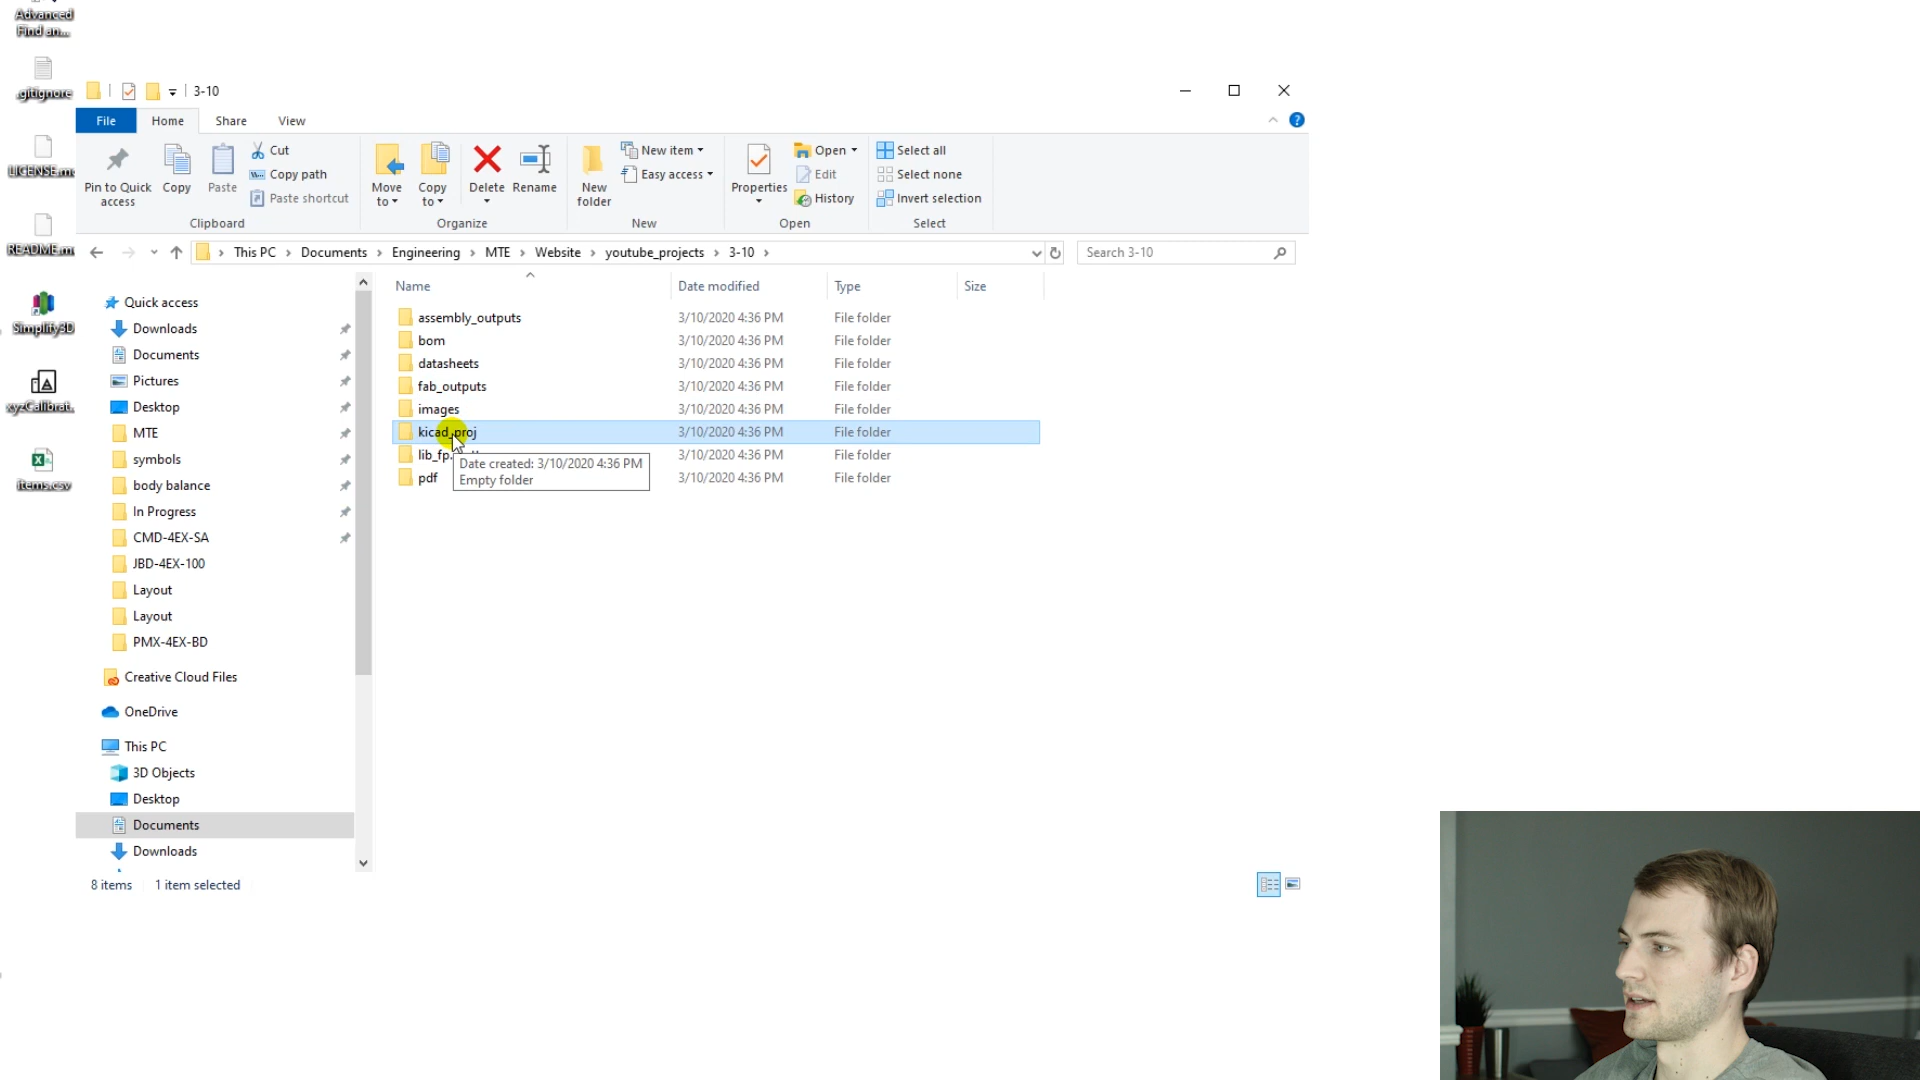 Advanced
Find an...
.gitignore
LICENSE.md
README.md
Simplify3D
xyzCalibrat...
items.csv
3-10
File
Home
Share
View
Pin to Quick
access
Copy
Paste
Cut
Copy path
Paste shortcut
Clipboard
Move
to
Copy
to
Delete
Rename
Organize
New
folder
New item
Easy access
New
Properties
Open
Edit
History
Open
Select all
Select none
Invert selection
Select
This PC
Documents
Engineering
MTE
Website
youtube_projects
3-10
Search 3-10
Quick access
Downloads
Documents
Pictures
Desktop
MTE
symbols
body balance
In Progress
CMD-4EX-SA
JBD-4EX-100
Layout
Layout
PMX-4EX-BD
Creative Cloud Files
OneDrive
This PC
3D Objects
Desktop
Documents
Downloads
Name Date modified Type Size
assembly_outputs 3/10/2020 4:36 PM File folder
bom 3/10/2020 4:36 PM File folder
datasheets 3/10/2020 4:36 PM File folder
fab_outputs 3/10/2020 4:36 PM File folder
images 3/10/2020 4:36 PM File folder
kicad_proj 3/10/2020 4:36 PM File folder
lib_fp. 3/10/2020 4:36 PM File folder
pdf 3/10/2020 4:36 PM File folder
Date created: 3/10/2020 4:36 PM
Empty folder
8 items 1 item selected